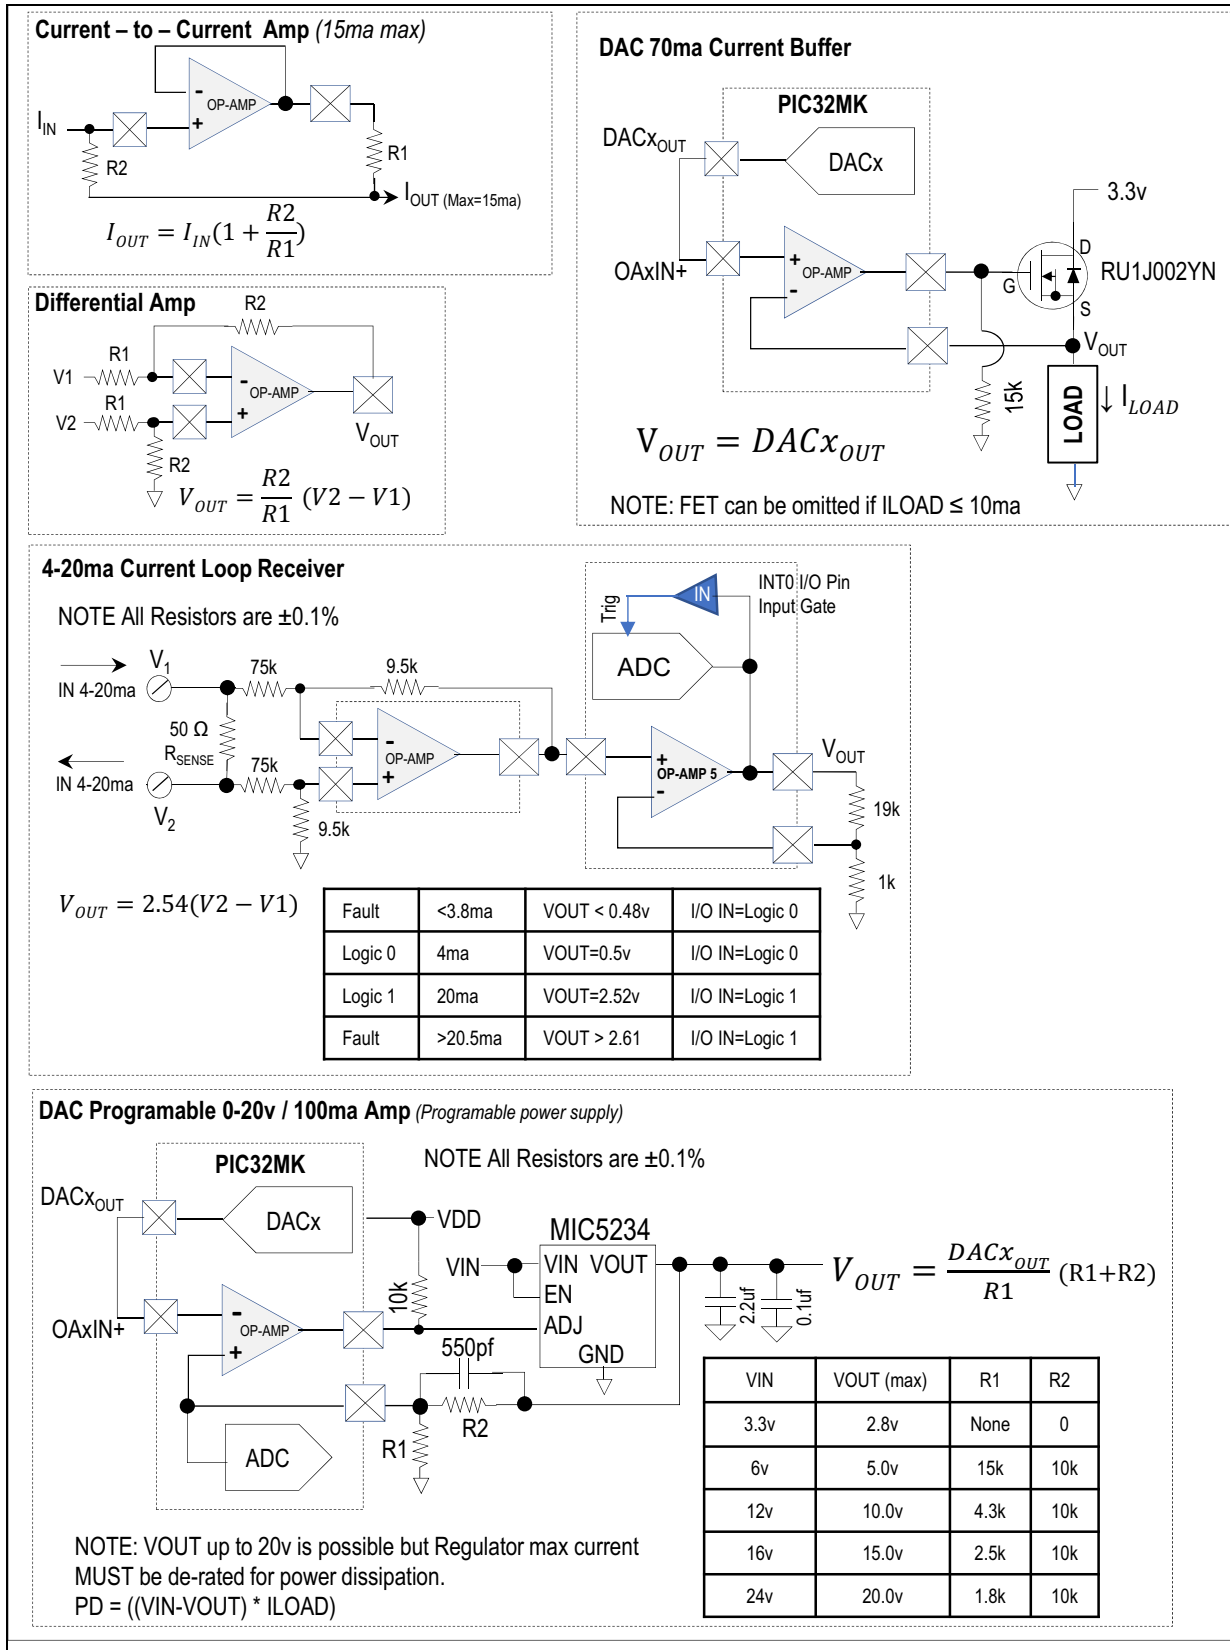 Current – to – Current Amp (15ma max)
-
OP-AMP
+
I_IN
R2
R1
I_OUT (Max=15ma)
I_OUT = I_IN(1 + R2/R1)
DAC 70ma Current Buffer
PIC32MK
DACx_OUT
DACx
3.3v
OAxIN+
+
OP-AMP
-
D
G
S
RU1J002YN
V_OUT
15k
LOAD
↓ I_LOAD
V_OUT = DACx_OUT
NOTE: FET can be omitted if ILOAD ≤ 10ma
Differential Amp
R2
R1
V1
-
OP-AMP
R1
V2
+
V_OUT
R2
V_OUT = R2/R1 (V2 − V1)
4-20ma Current Loop Receiver
NOTE All Resistors are ±0.1%
Trig
IN
INT0 I/O Pin
Input Gate
ADC
V1
IN 4-20ma
75k
9.5k
50 Ω
R_SENSE
-
OP-AMP
+
75k
IN 4-20ma
V2
9.5k
+
OP-AMP 5
-
V_OUT
19k
1k
V_OUT = 2.54(V2 − V1)
Fault <3.8ma VOUT < 0.48v I/O IN=Logic 0
Logic 0 4ma VOUT=0.5v I/O IN=Logic 0
Logic 1 20ma VOUT=2.52v I/O IN=Logic 1
Fault >20.5ma VOUT > 2.61 I/O IN=Logic 1
DAC Programable 0-20v / 100ma Amp (Programable power supply)
PIC32MK
NOTE All Resistors are ±0.1%
DACx_OUT
DACx
VDD
10k
MIC5234
VIN
VIN VOUT
EN
ADJ
GND
2.2uf
0.1uf
V_OUT = DACx_OUT/R1 (R1+R2)
OAxIN+
-
OP-AMP
+
550pf
R2
R1
ADC
VIN VOUT (max) R1 R2
3.3v 2.8v None 0
6v 5.0v 15k 10k
12v 10.0v 4.3k 10k
16v 15.0v 2.5k 10k
24v 20.0v 1.8k 10k
NOTE: VOUT up to 20v is possible but Regulator max current
MUST be de-rated for power dissipation.
PD = ((VIN-VOUT) * ILOAD)